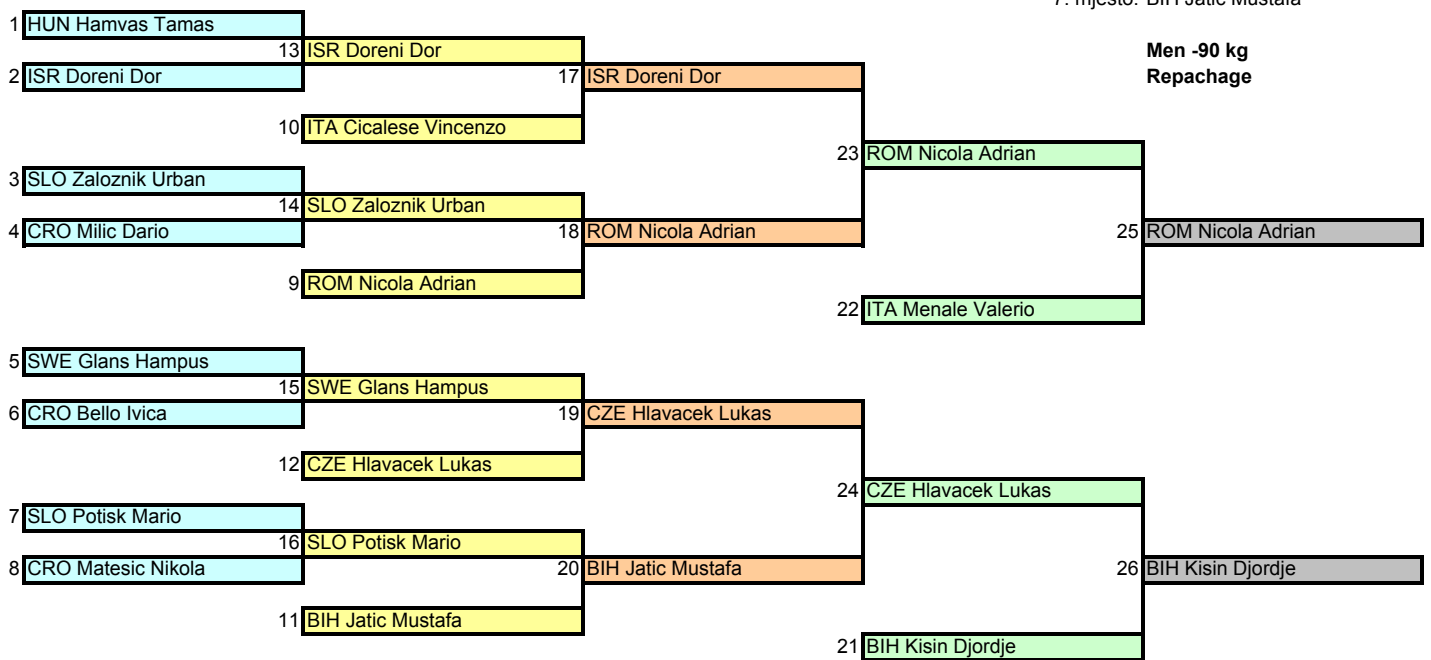 7. mjesto: BIH Jatic Mustafa
1 HUN Hamvas Tamas
13 ISR Doreni Dor
Men -90 kg
2 ISR Doreni Dor
17 ISR Doreni Dor
Repachage
10 ITA Cicalese Vincenzo
23 ROM Nicola Adrian
3 SLO Zaloznik Urban
14 SLO Zaloznik Urban
4 CRO Milic Dario
18 ROM Nicola Adrian
25 ROM Nicola Adrian
9 ROM Nicola Adrian
22 ITA Menale Valerio
5 SWE Glans Hampus
15 SWE Glans Hampus
6 CRO Bello Ivica
19 CZE Hlavacek Lukas
12 CZE Hlavacek Lukas
24 CZE Hlavacek Lukas
7 SLO Potisk Mario
16 SLO Potisk Mario
8 CRO Matesic Nikola
20 BIH Jatic Mustafa
26 BIH Kisin Djordje
11 BIH Jatic Mustafa
21 BIH Kisin Djordje